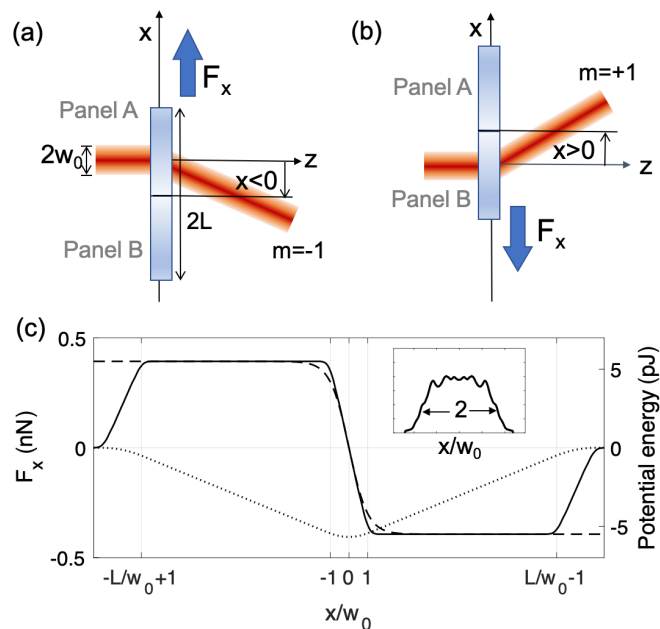 (a)
x
F_x
Panel A
2w_0
z
x<0
Panel B
2L
m=-1
(b)
x
Panel A
m=+1
x>0
z
Panel B
F_x
(c)
0.5
0
-0.5
F_x (nN)
5
0
-5
Potential energy (pJ)
2
x/w_0
-L/w_0+1
-1 0 1
L/w_0-1
x/w_0